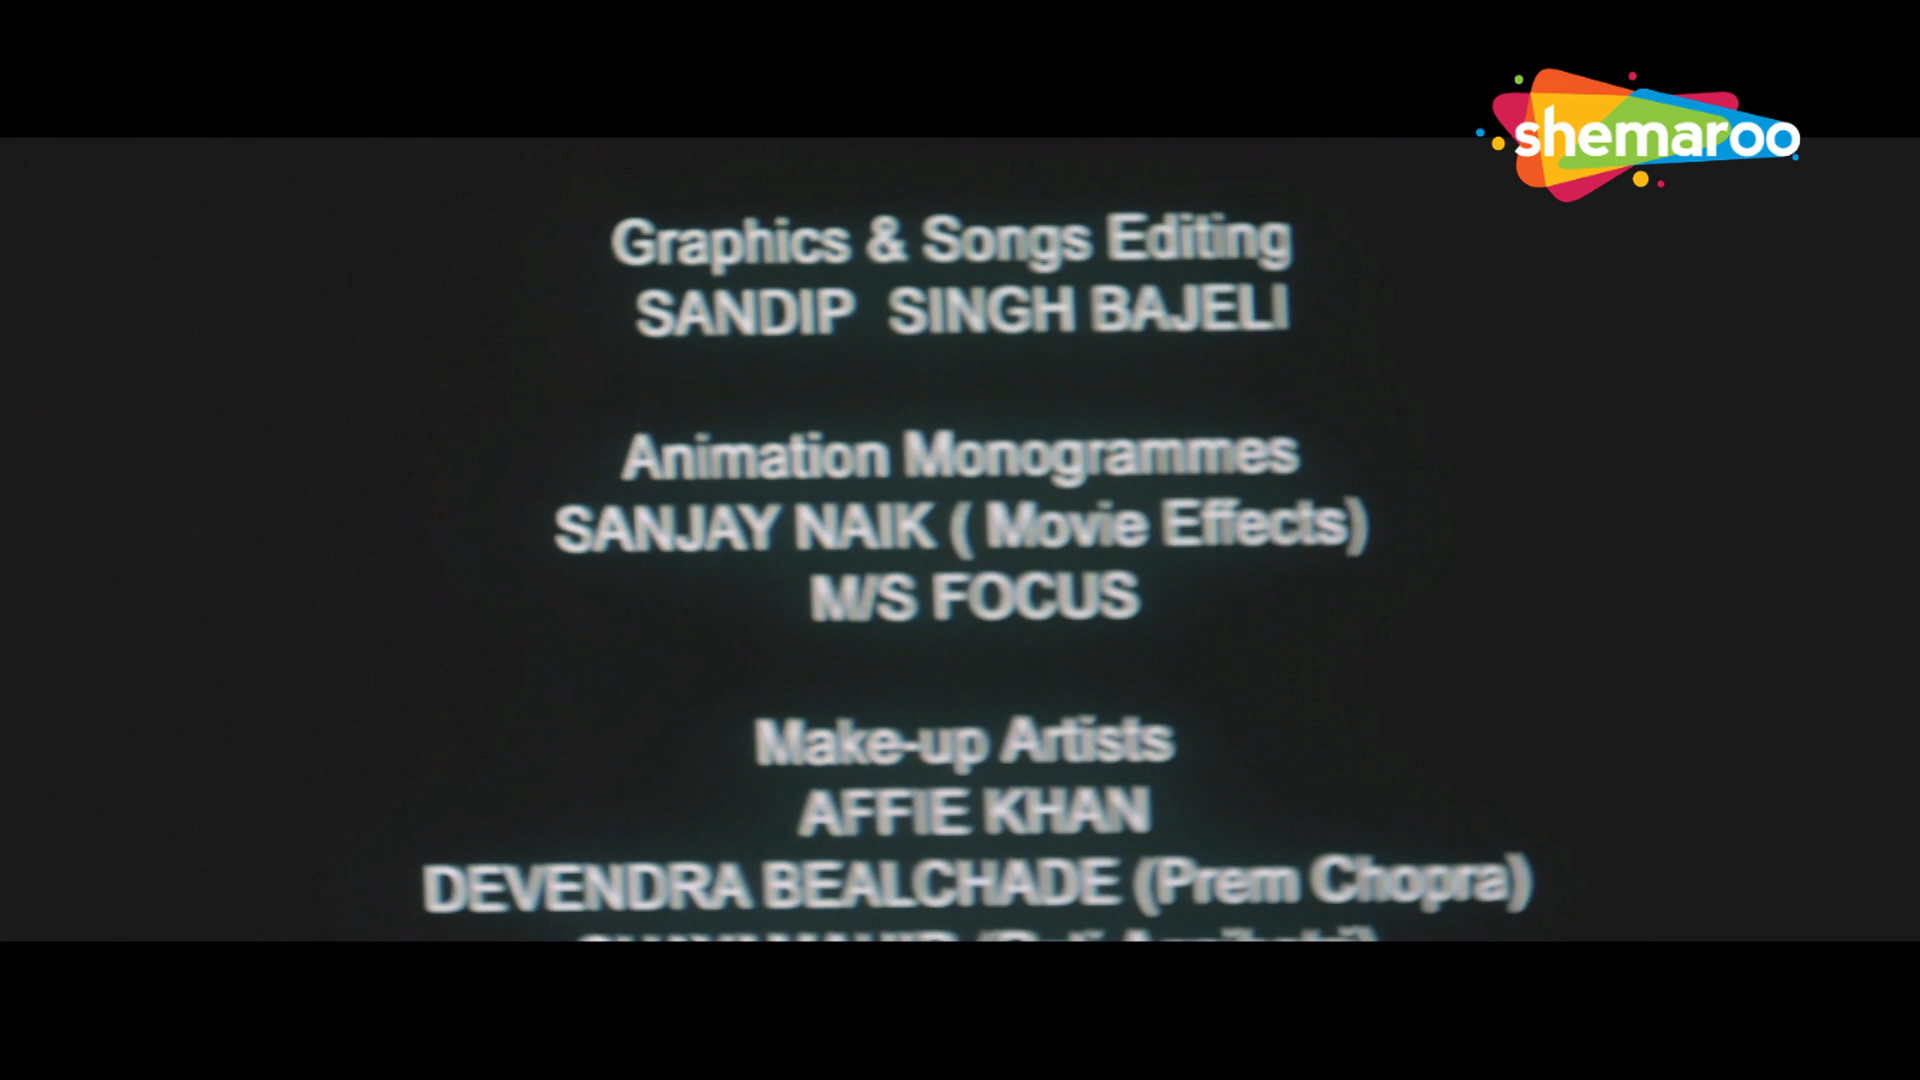 shemaroo
Graphics & Songs Editing
SANDIP SINGH BAJELI
Animation Monogrammes
SANJAY NAIK ( Movie Effects)
M/S FOCUS
Make-up Artists
AFFIE KHAN
DEVENDRA BEALCHADE (Prem Chopra)